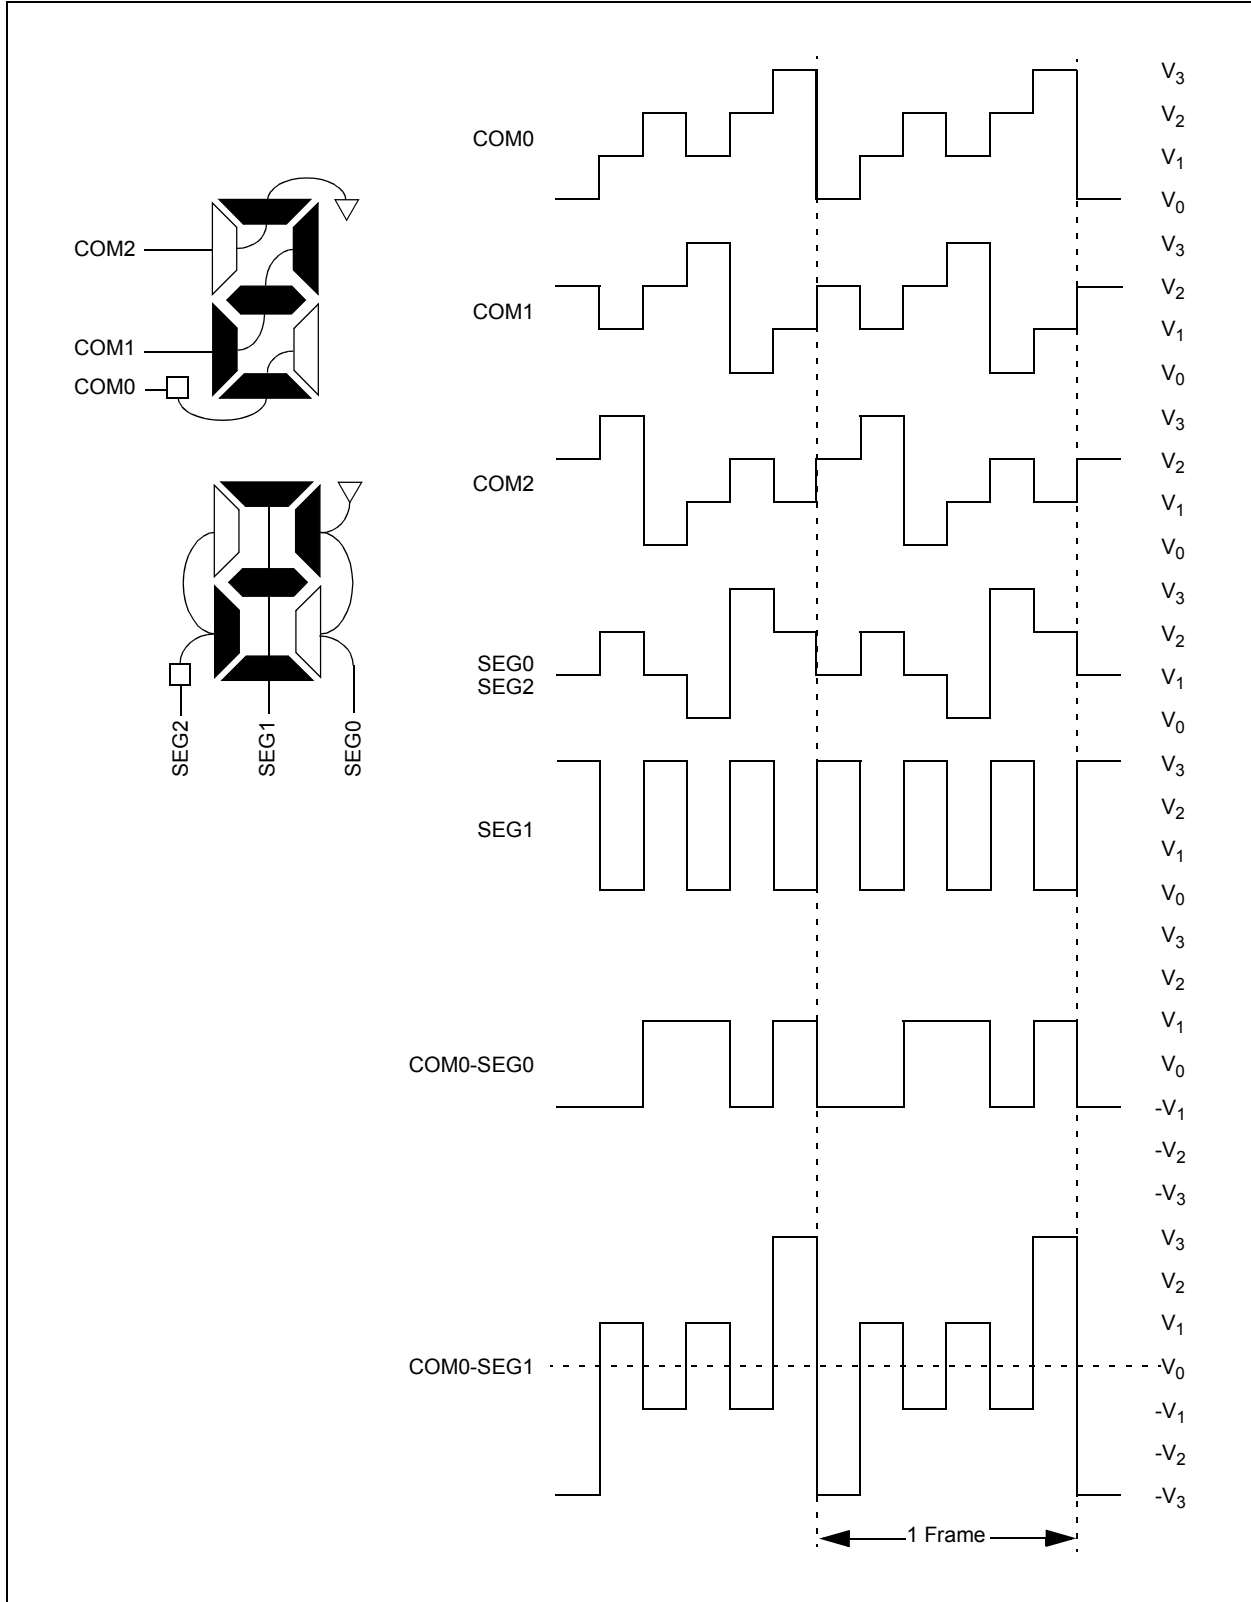 COM2
COM1
COM0
SEG2
SEG1
SEG0
COM0
V3
V2
V1
V0
COM1
V3
V2
V1
V0
COM2
V3
V2
V1
V0
SEG0
SEG2
V3
V2
V1
V0
SEG1
V3
V2
V1
V0
COM0-SEG0
V3
V2
V1
V0
-V1
-V2
-V3
COM0-SEG1
V3
V2
V1
V0
-V1
-V2
-V3
1 Frame